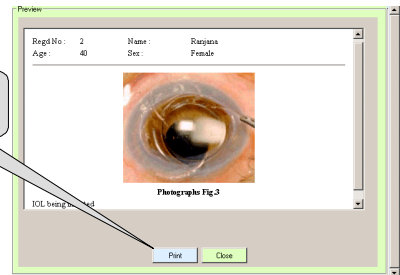 Preview
Regd No : 2 Name : Ranjana
Age : 40 Sex : Female
Photographs Fig.3
IOL being
Print Close